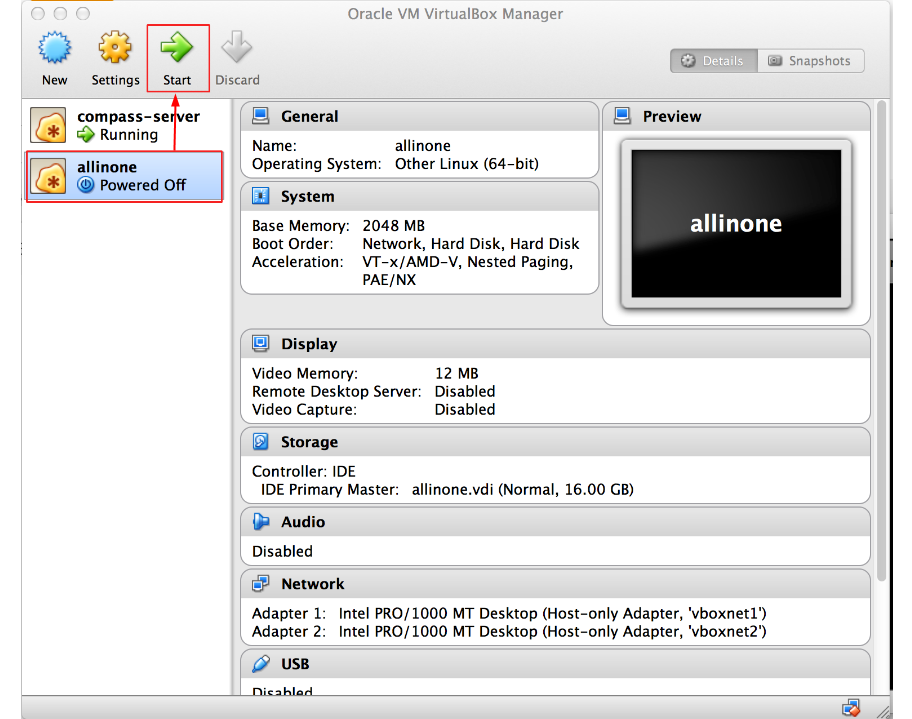 Oracle VM VirtualBox Manager
New Settings Start Discard
Details Snapshots
compass-server
Running
allinone
Powered Off
General
Name: allinone
Operating System: Other Linux (64-bit)
System
Base Memory: 2048 MB
Boot Order: Network, Hard Disk, Hard Disk
Acceleration: VT-x/AMD-V, Nested Paging,
PAE/NX
Preview
allinone
Display
Video Memory: 12 MB
Remote Desktop Server: Disabled
Video Capture: Disabled
Storage
Controller: IDE
IDE Primary Master: allinone.vdi (Normal, 16.00 GB)
Audio
Disabled
Network
Adapter 1: Intel PRO/1000 MT Desktop (Host-only Adapter, 'vboxnet1')
Adapter 2: Intel PRO/1000 MT Desktop (Host-only Adapter, 'vboxnet2')
USB
Disabled